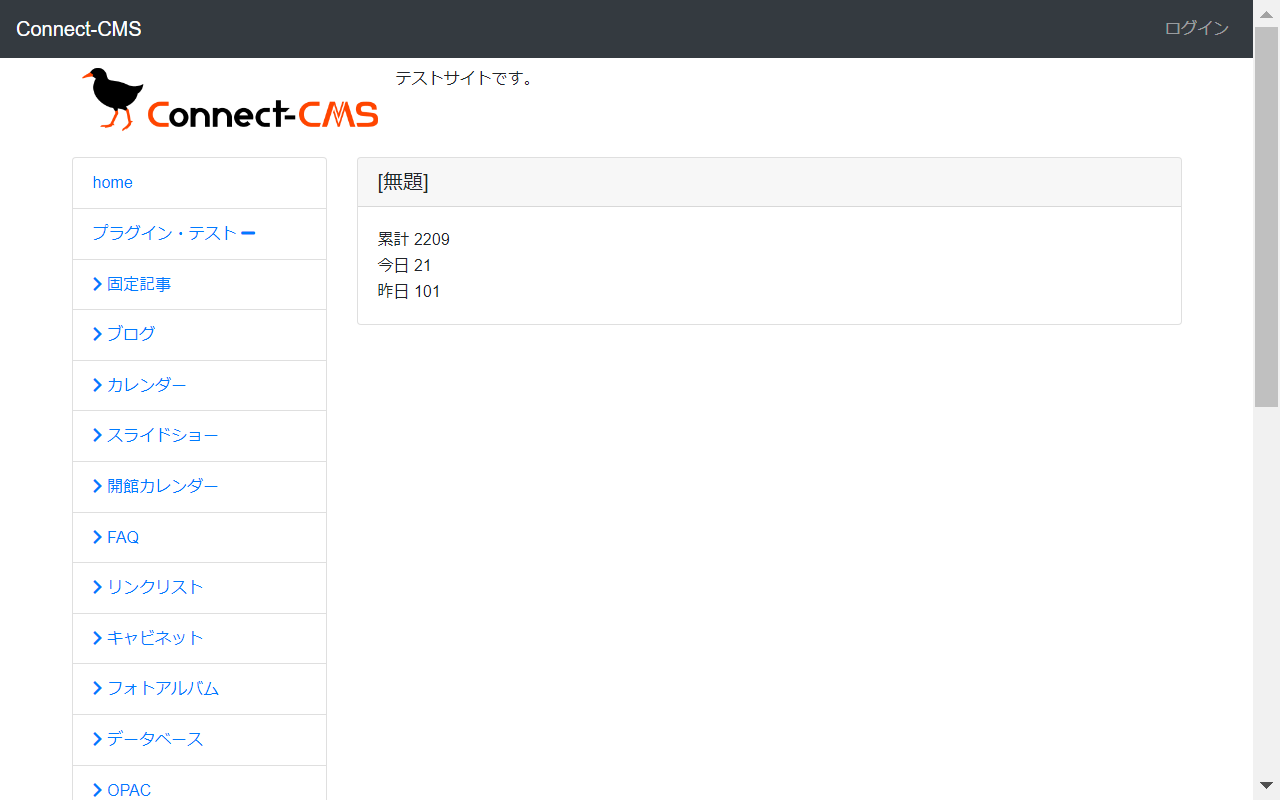 Connect-CMS
ログイン
Connect-CMS
テストサイトです。
home
プラグイン・テスト
固定記事
ブログ
カレンダー
スライドショー
開館カレンダー
FAQ
リンクリスト
キャビネット
フォトアルバム
データベース
OPAC
[無題]
累計 2209
今日 21
昨日 101